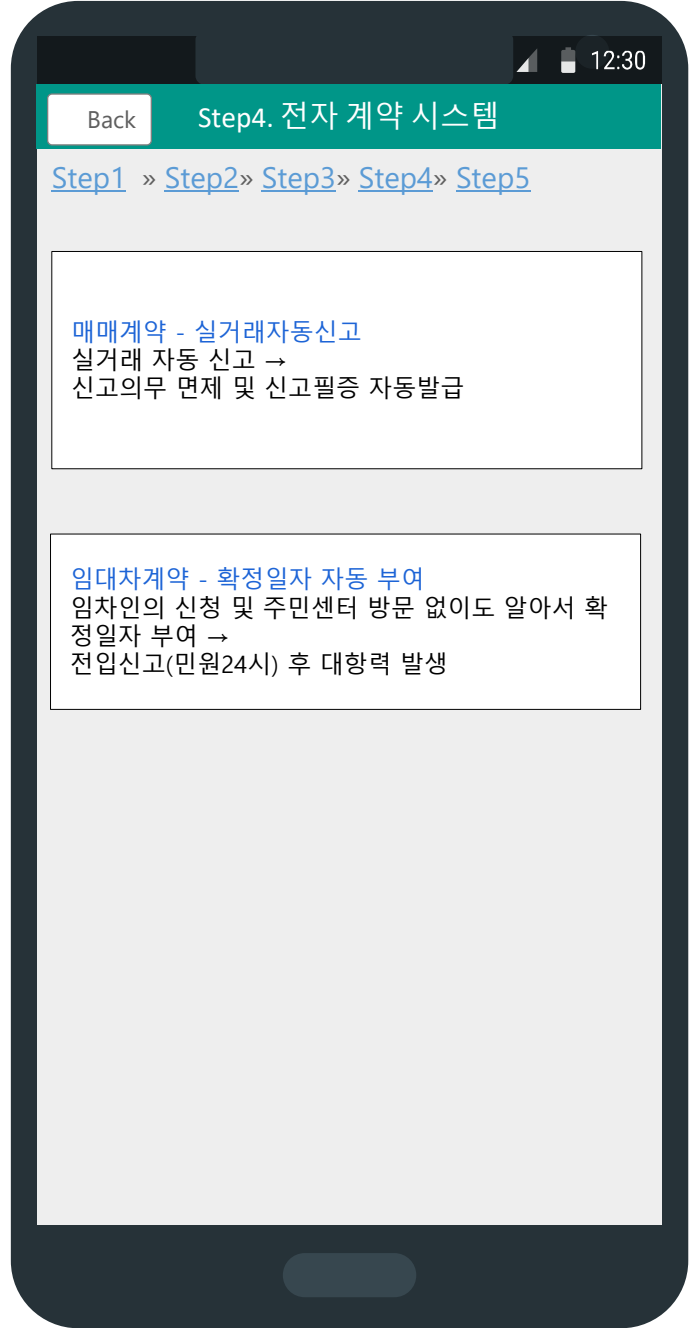 12:30
Back
Step4. 전자 계약 시스템
Step1 » Step2» Step3» Step4» Step5
매매계약 - 실거래자동신고
실거래 자동 신고 →
신고의무 면제 및 신고필증 자동발급
임대차계약 - 확정일자 자동 부여
임차인의 신청 및 주민센터 방문 없이도 알아서 확
정일자 부여 →
전입신고(민원24시) 후 대항력 발생